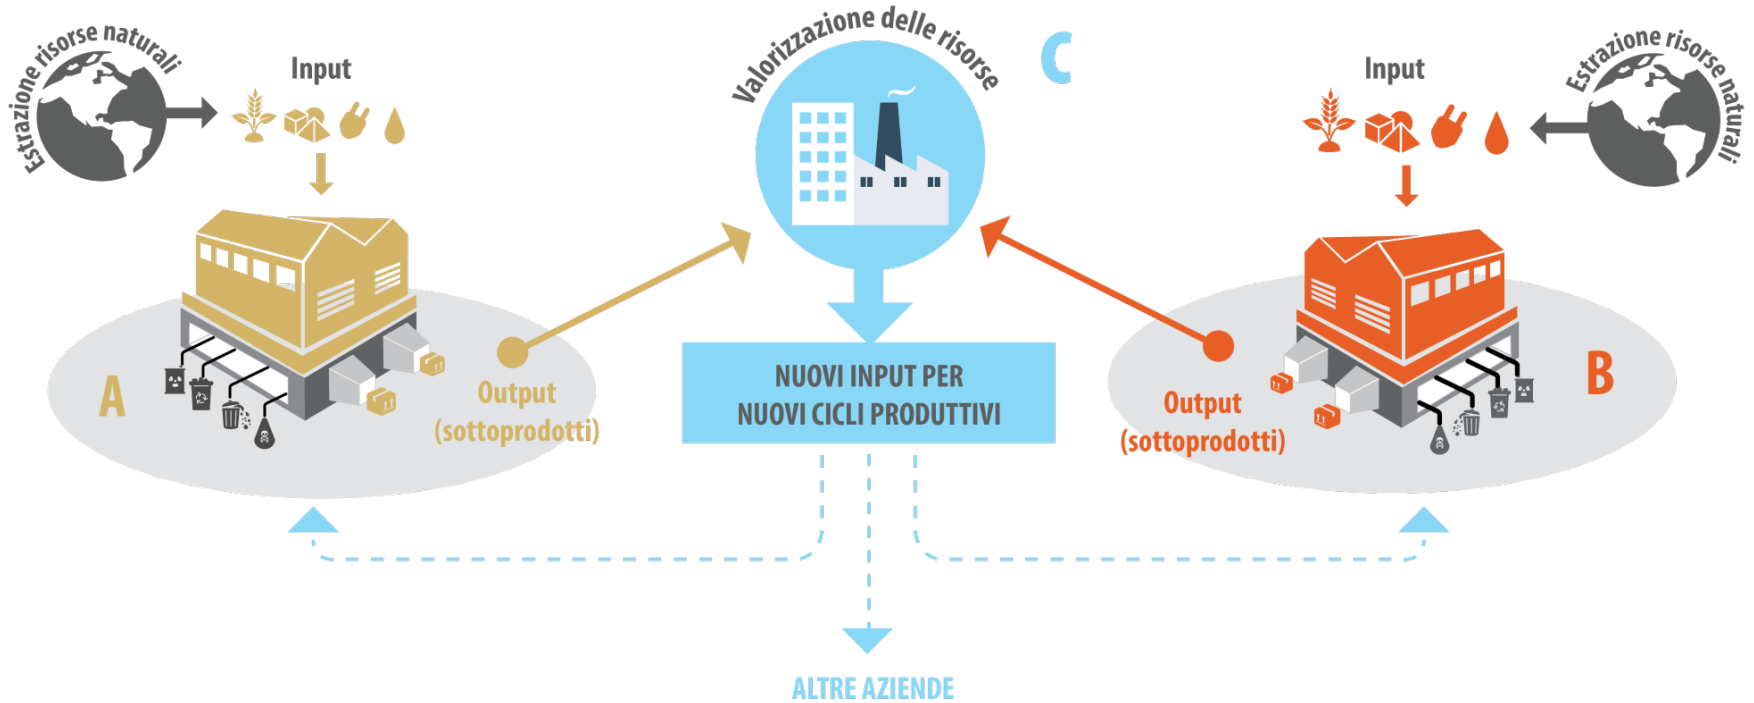 Estrazione risorse naturali
Input
Valorizzazione delle risorse
C
Input
Estrazione risorse naturali
A
Output
(sottoprodotti)
NUOVI INPUT PER
NUOVI CICLI PRODUTTIVI
Output
(sottoprodotti)
B
ALTRE AZIENDE